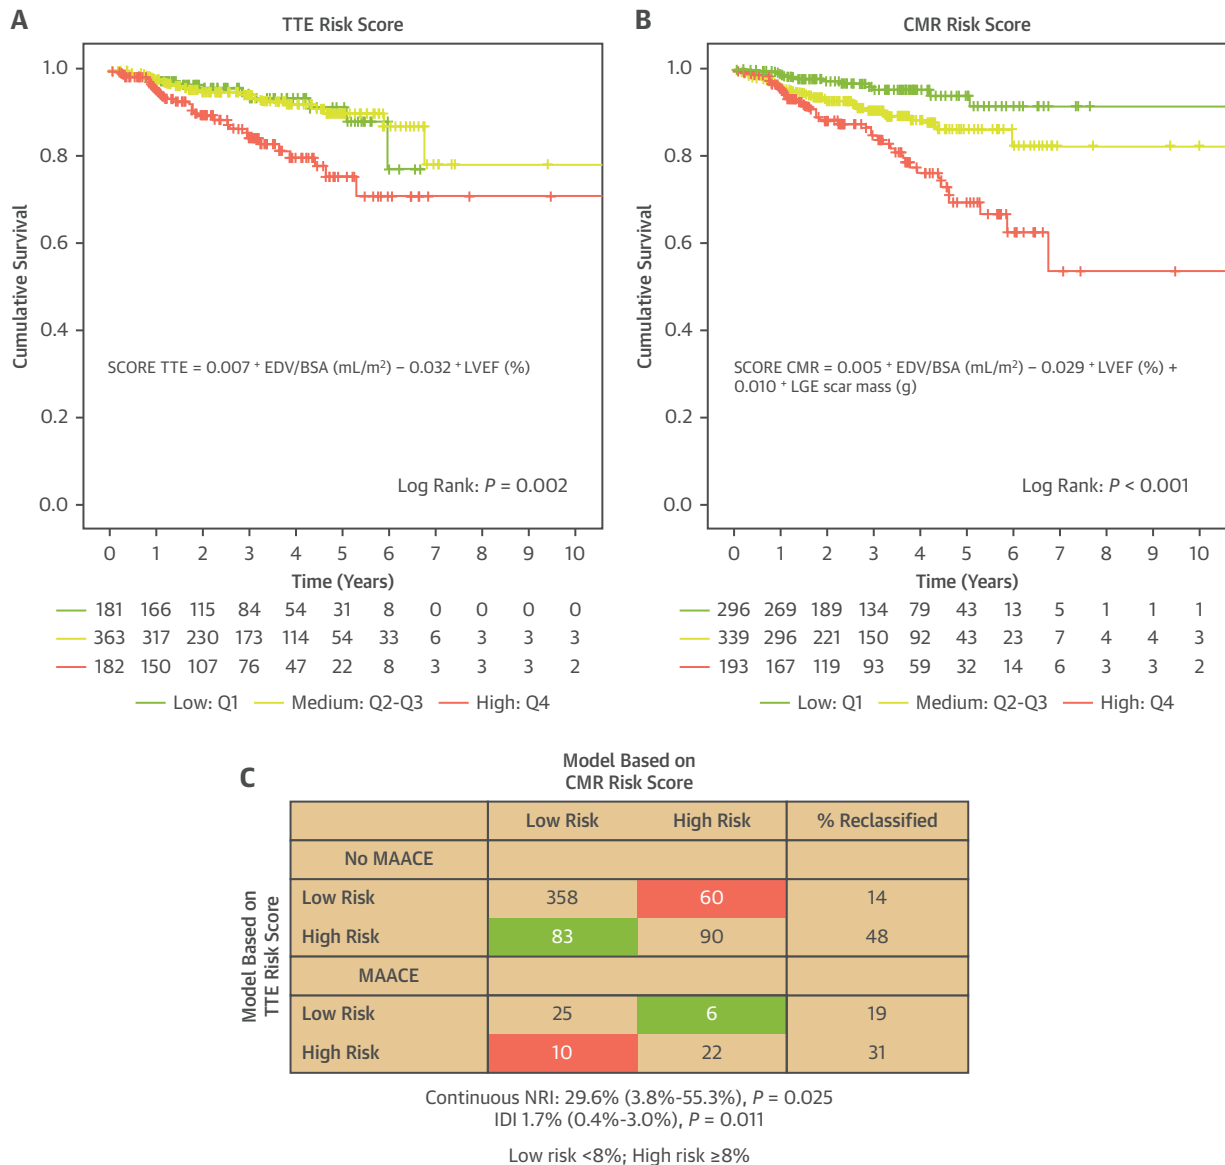 A
TTE Risk Score
Cumulative Survival
1.0
0.8
0.6
0.4
0.2
0.0
SCORE TTE = 0.007 + EDV/BSA (mL/m²) – 0.032 + LVEF (%)
Log Rank: P = 0.002
0 1 2 3 4 5 6 7 8 9 10
Time (Years)
181 166 115 84 54 31 8 0 0 0 0
363 317 230 173 114 54 33 6 3 3 3
182 150 107 76 47 22 8 3 3 3 2
Low: Q1 Medium: Q2-Q3 High: Q4
B
CMR Risk Score
Cumulative Survival
1.0
0.8
0.6
0.4
0.2
0.0
SCORE CMR = 0.005 + EDV/BSA (mL/m²) – 0.029 + LVEF (%) +
0.010 + LGE scar mass (g)
Log Rank: P < 0.001
0 1 2 3 4 5 6 7 8 9 10
Time (Years)
296 269 189 134 79 43 13 5 1 1 1
339 296 221 150 92 43 23 7 4 4 3
193 167 119 93 59 32 14 6 3 3 2
Low: Q1 Medium: Q2-Q3 High: Q4
C
Model Based on
CMR Risk Score
Model Based on
TTE Risk Score
Low Risk High Risk % Reclassified
No MAACE
Low Risk 358 60 14
High Risk 83 90 48
MAACE
Low Risk 25 6 19
High Risk 10 22 31
Continuous NRI: 29.6% (3.8%-55.3%), P = 0.025
IDI 1.7% (0.4%-3.0%), P = 0.011
Low risk <8%; High risk ≥8%